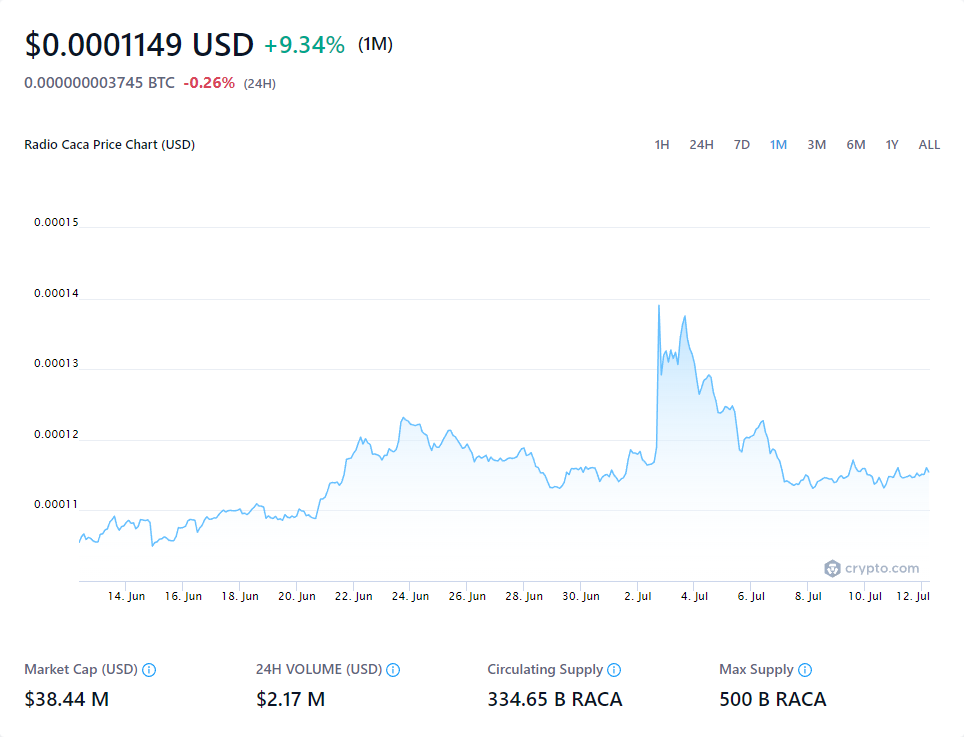 $0.0001149 USD +9.34% (1M)
0.000000003745 BTC -0.26% (24H)
Radio Caca Price Chart (USD) 1H 24H 7D 1M 3M 6M 1Y ALL
0.00015
0.00014
0.00013
0.00012
0.00011
crypto.com
14. Jun 16. Jun 18. Jun 20. Jun 22. Jun 24. Jun 26. Jun 28. Jun 30. Jun 2. Jul 4. Jul 6. Jul 8. Jul 10. Jul 12. Jul
Market Cap (USD) 24H VOLUME (USD) Circulating Supply Max Supply
$38.44 M $2.17 M 334.65 B RACA 500 B RACA